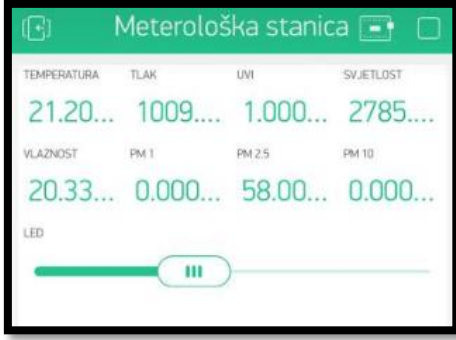 Meterološka stanica
TEMPERATURA TLAK UVI SVJETLOST
21.20... 1009.... 1.000... 2785....
VLAZNOST PM 1 PM 2.5 PM 10
20.33... 0.000... 58.00... 0.000...
LED